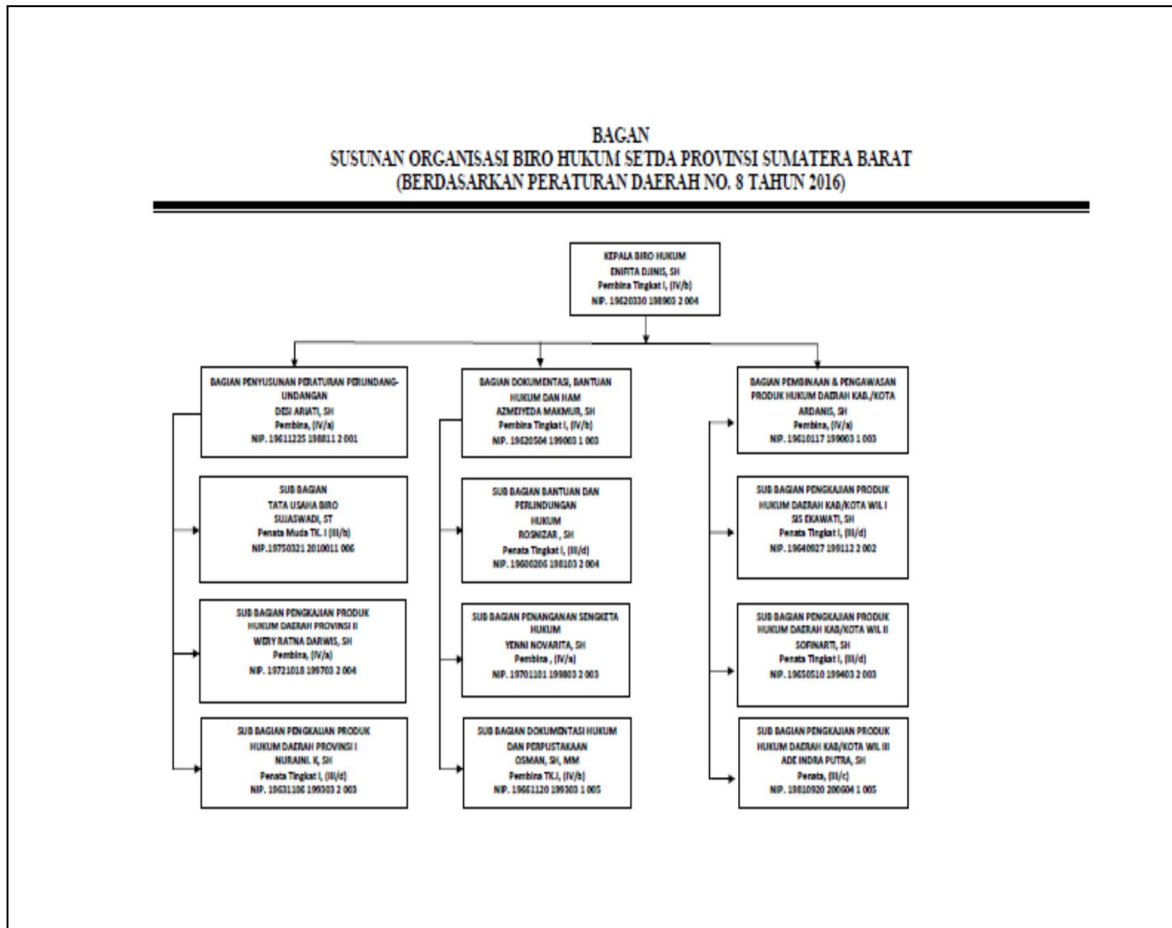 BAGAN
SUSUNAN ORGANISASI BIRO HUKUM SETDA PROVINSI SUMATERA BARAT
(BERDASARKAN PERATURAN DAERAH NO. 8 TAHUN 2016)
KEPALA BIRO HUKUM
ENIFITA DJINIS, SH
Pembina Tingkat I, (IV/b)
NIP. 19620330 198903 2 004
BAGIAN PENYUSUNAN PERATURAN PERUNDANG-
UNDANGAN
DESI ARIATI, SH
Pembina, (IV/a)
NIP. 19611225 198811 2 001
SUB BAGIAN
TATA USAHA BIRO
SUJASWADI, ST
Penata Muda TK. I (III/b)
NIP.19750321 2010011 006
SUB BAGIAN PENGKAJIAN PRODUK
HUKUM DAERAH PROVINSI II
WERY RATNA DARWIS, SH
Pembina, (IV/a)
NIP. 19721018 199703 2 004
SUB BAGIAN PENGKAJIAN PRODUK
HUKUM DAERAH PROVINSI I
NURAINI. K, SH
Penata Tingkat I, (III/d)
NIP. 19631106 199303 2 003
BAGIAN DOKUMENTASI, BANTUAN
HUKUM DAN HAM
AZMEIYEDA MAKMUR, SH
Pembina Tingkat I, (IV/b)
NIP. 19620504 199003 1 003
SUB BAGIAN BANTUAN DAN
PERLINDUNGAN
HUKUM
ROSNIZAR , SH
Penata Tingkat I, (III/d)
NIP. 19600206 198103 2 004
SUB BAGIAN PENANGANAN SENGKETA
HUKUM
YENNI NOVARITA, SH
Pembina , (IV/a)
NIP. 19701101 199803 2 003
SUB BAGIAN DOKUMENTASI HUKUM
DAN PERPUSTAKAAN
OSMAN, SH, MM
Pembina TK.I, (IV/b)
NIP. 19661120 199303 1 005
BAGIAN PEMBINAAN & PENGAWASAN
PRODUK HUKUM DAERAH KAB./KOTA
ARDANIS, SH
Pembina, (IV/a)
NIP. 19610117 199003 1 003
SUB BAGIAN PENGKAJIAN PRODUK
HUKUM DAERAH KAB/KOTA WIL I
SIS EKAWATI, SH
Penata Tingkat I, (III/d)
NIP. 19640927 199112 2 002
SUB BAGIAN PENGKAJIAN PRODUK
HUKUM DAERAH KAB/KOTA WIL II
SOFINARTI, SH
Penata Tingkat I, (III/d)
NIP. 19650510 199403 2 003
SUB BAGIAN PENGKAJIAN PRODUK
HUKUM DAERAH KAB/KOTA WIL III
ADE INDRA PUTRA, SH
Penata, (III/c)
NIP. 19810920 200604 1 005